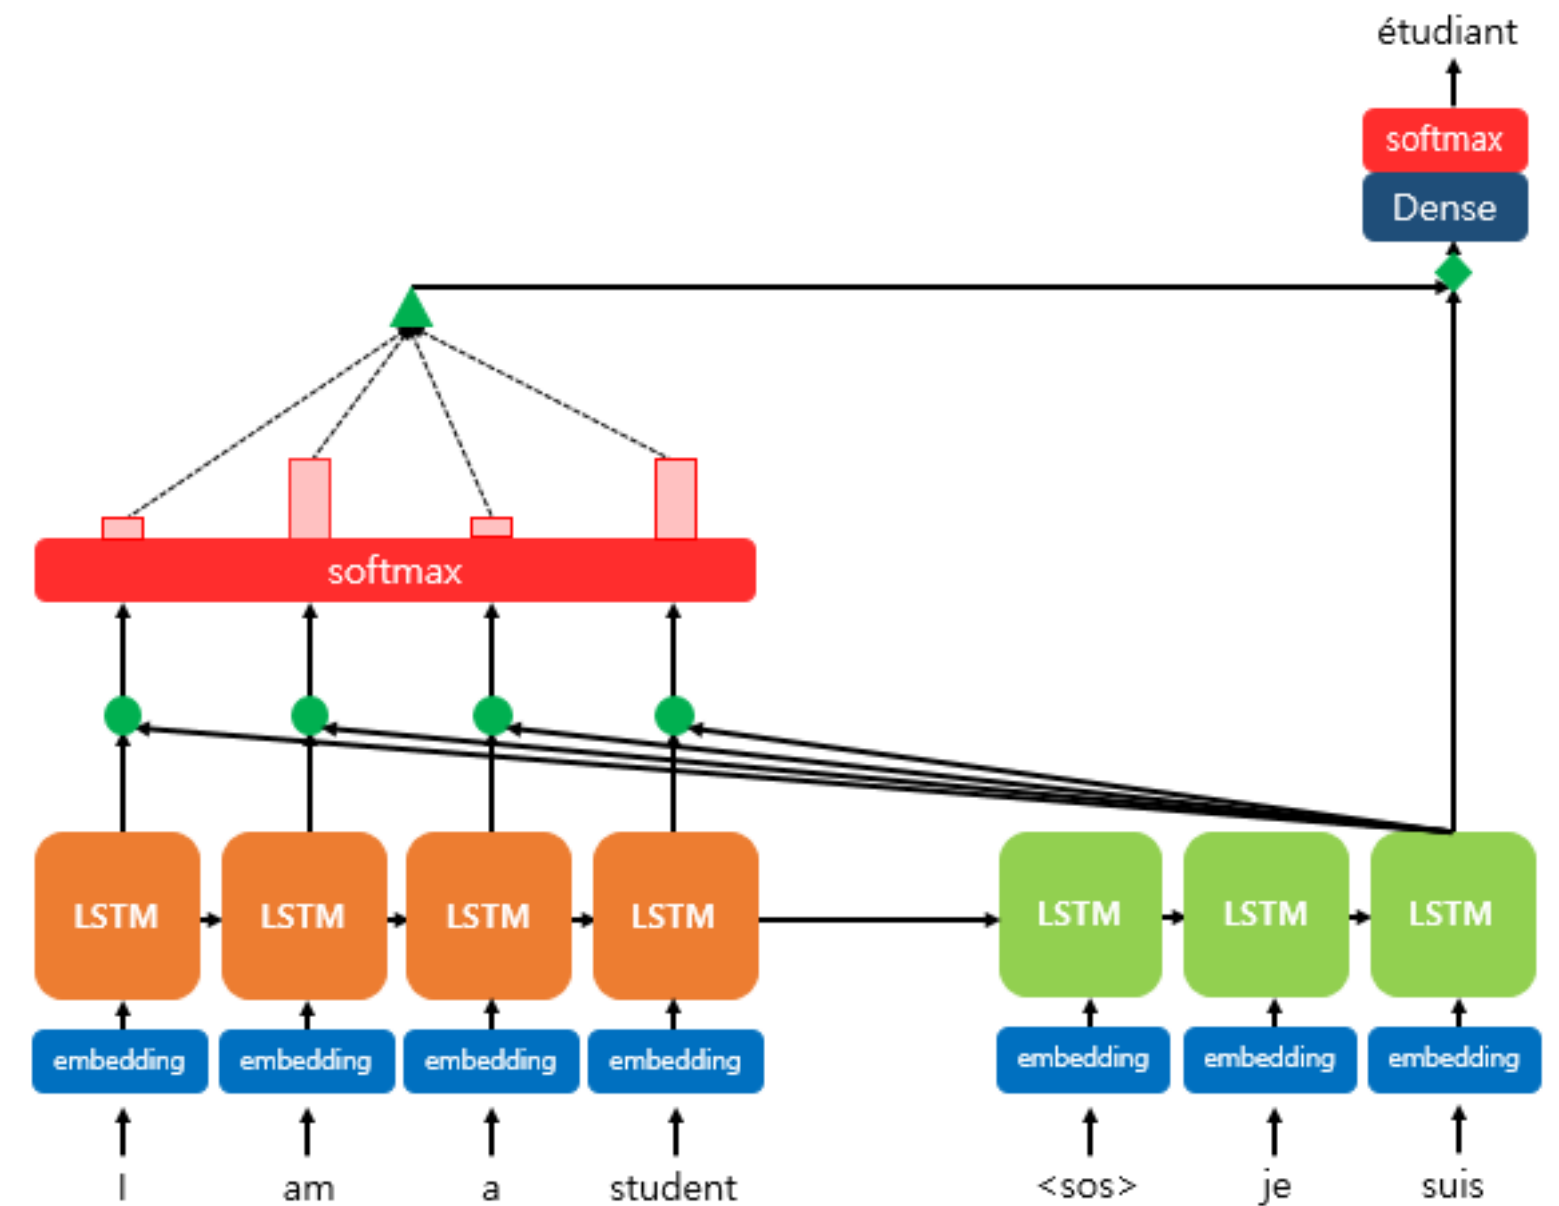 étudiant
softmax
Dense
softmax
LSTM LSTM LSTM LSTM LSTM LSTM LSTM
embedding embedding embedding embedding embedding embedding embedding
I am a student <sos> je suis